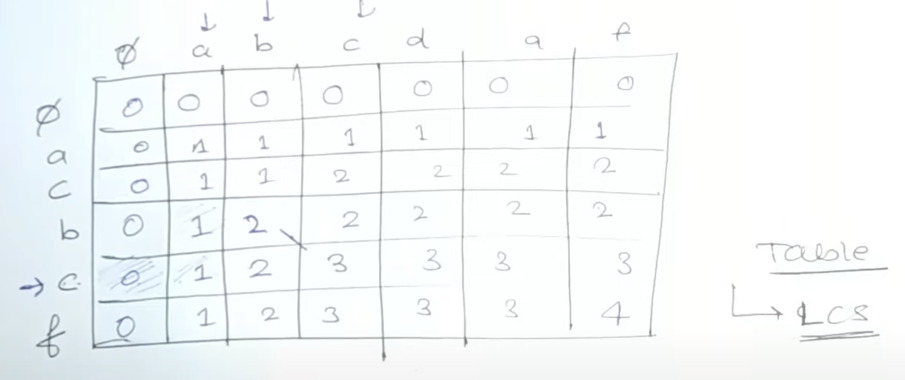 ∅ a b c d a f
∅ 0 0 0 0 0 0 0
a 0 1 1 1 1 1 1
c 0 1 1 2 2 2 2
b 0 1 2 2 2 2 2
→ c 0 1 2 3 3 3 3
f 0 1 2 3 3 3 4
Table
↳ LCS